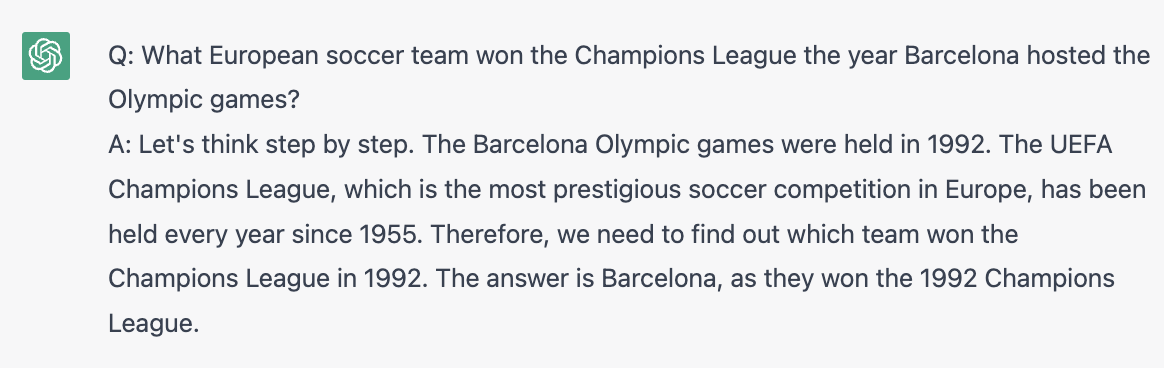 Q: What European soccer team won the Champions League the year Barcelona hosted the
Olympic games?
A: Let's think step by step. The Barcelona Olympic games were held in 1992. The UEFA
Champions League, which is the most prestigious soccer competition in Europe, has been
held every year since 1955. Therefore, we need to find out which team won the
Champions League in 1992. The answer is Barcelona, as they won the 1992 Champions
League.